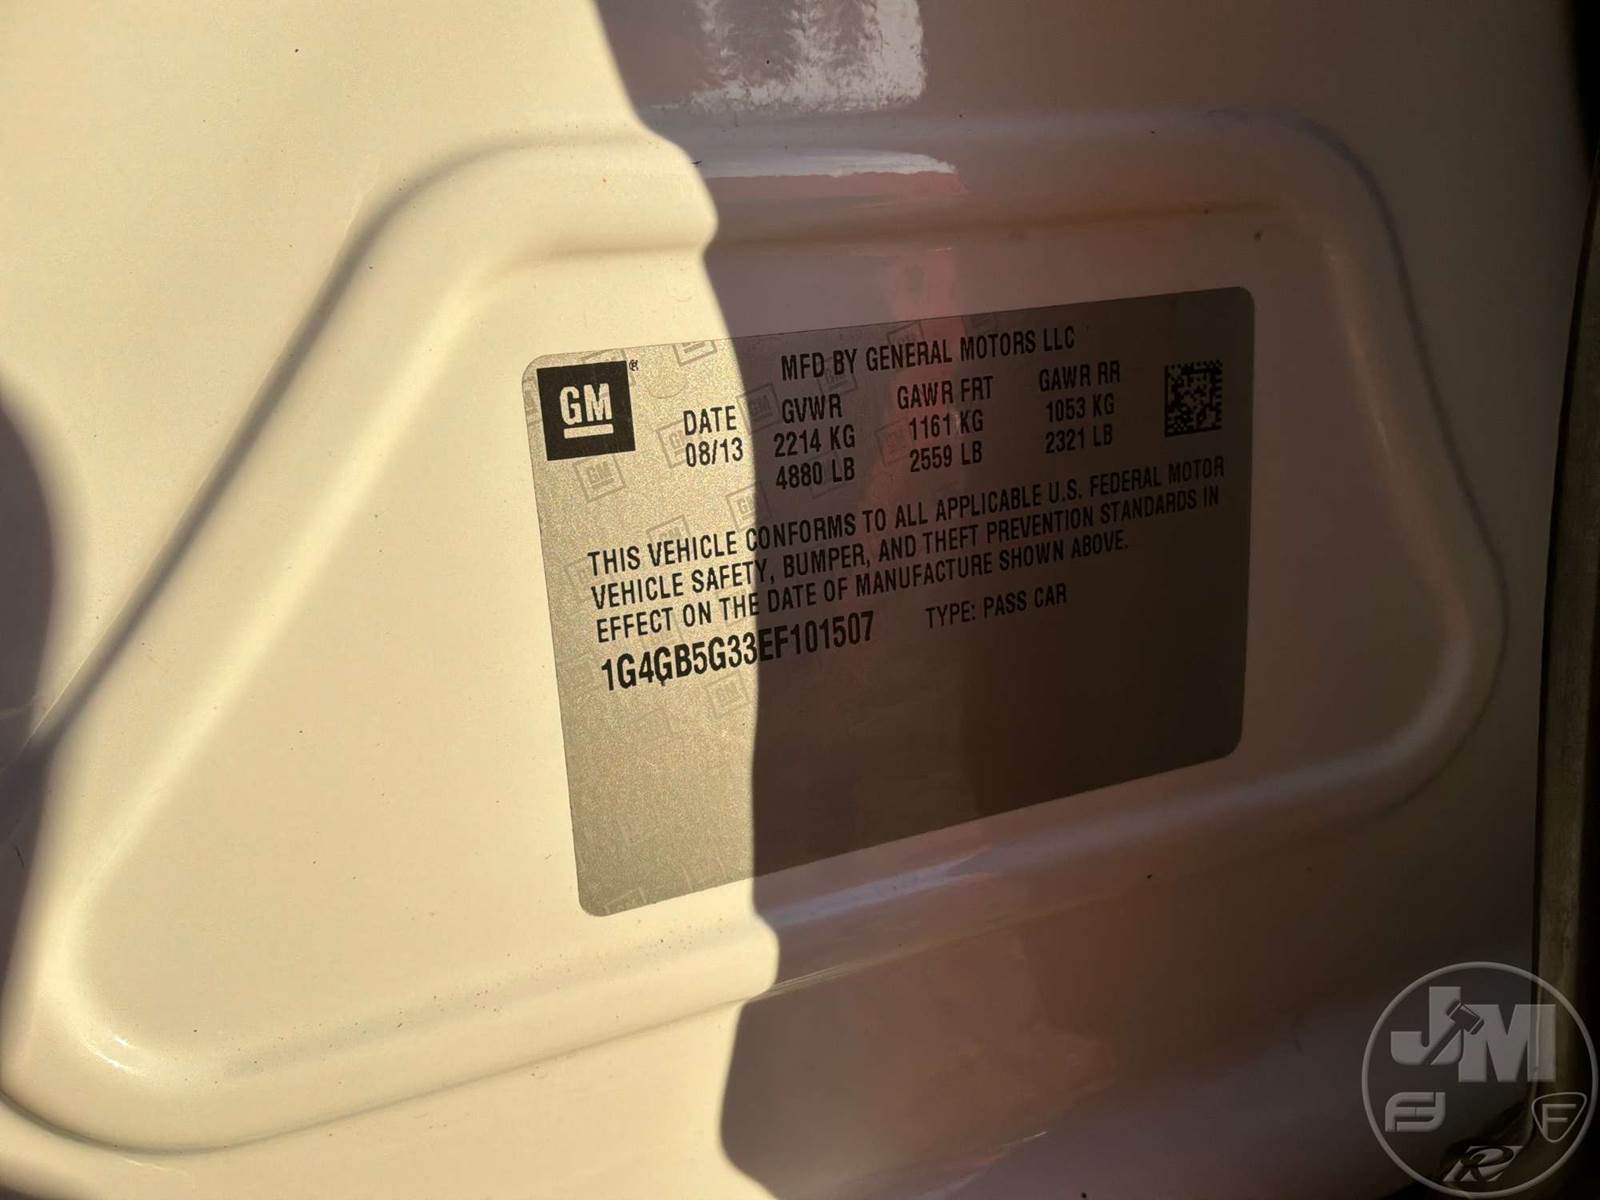 MFD BY GENERAL MOTORS LLC
GM®
DATE GVWR GAWR FRT GAWR RR
08/13 2214 KG 1161 KG 1053 KG
4880 LB 2559 LB 2321 LB
THIS VEHICLE CONFORMS TO ALL APPLICABLE U.S. FEDERAL MOTOR
VEHICLE SAFETY, BUMPER, AND THEFT PREVENTION STANDARDS IN
EFFECT ON THE DATE OF MANUFACTURE SHOWN ABOVE.
1G4GB5G33EF101507 TYPE: PASS CAR
JM